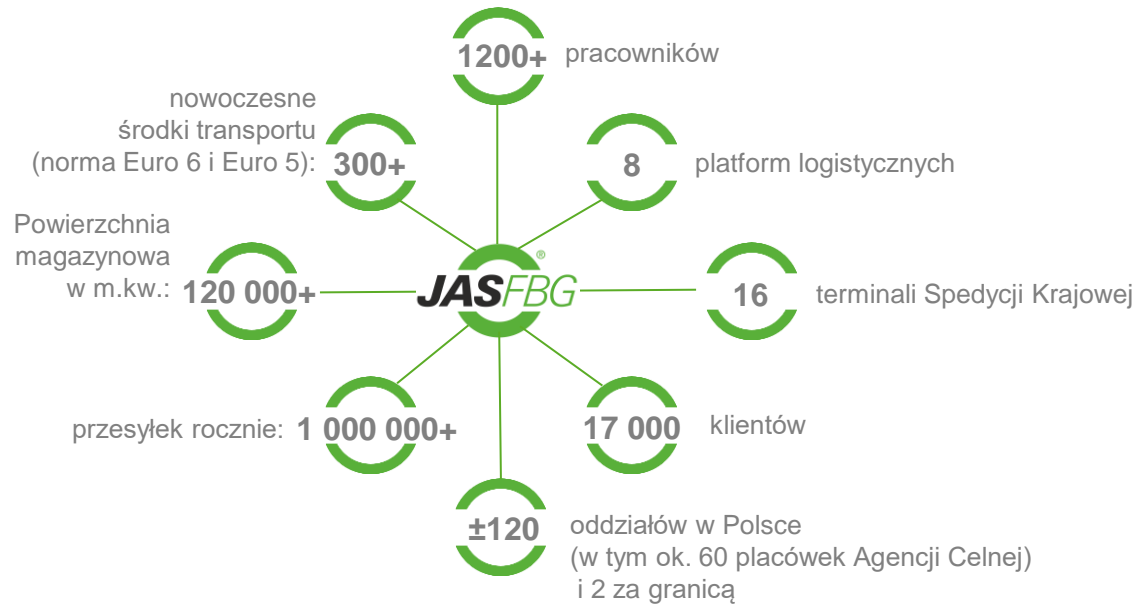 1200+ pracowników
nowoczesne
środki transportu
(norma Euro 6 i Euro 5): 300+
8 platform logistycznych
Powierzchnia
magazynowa
w m.kw.: 120 000+
JASFBG®
16 terminali Spedycji Krajowej
przesyłek rocznie: 1 000 000+
17 000 klientów
±120 oddziałów w Polsce
(w tym ok. 60 placówek Agencji Celnej)
i 2 za granicą